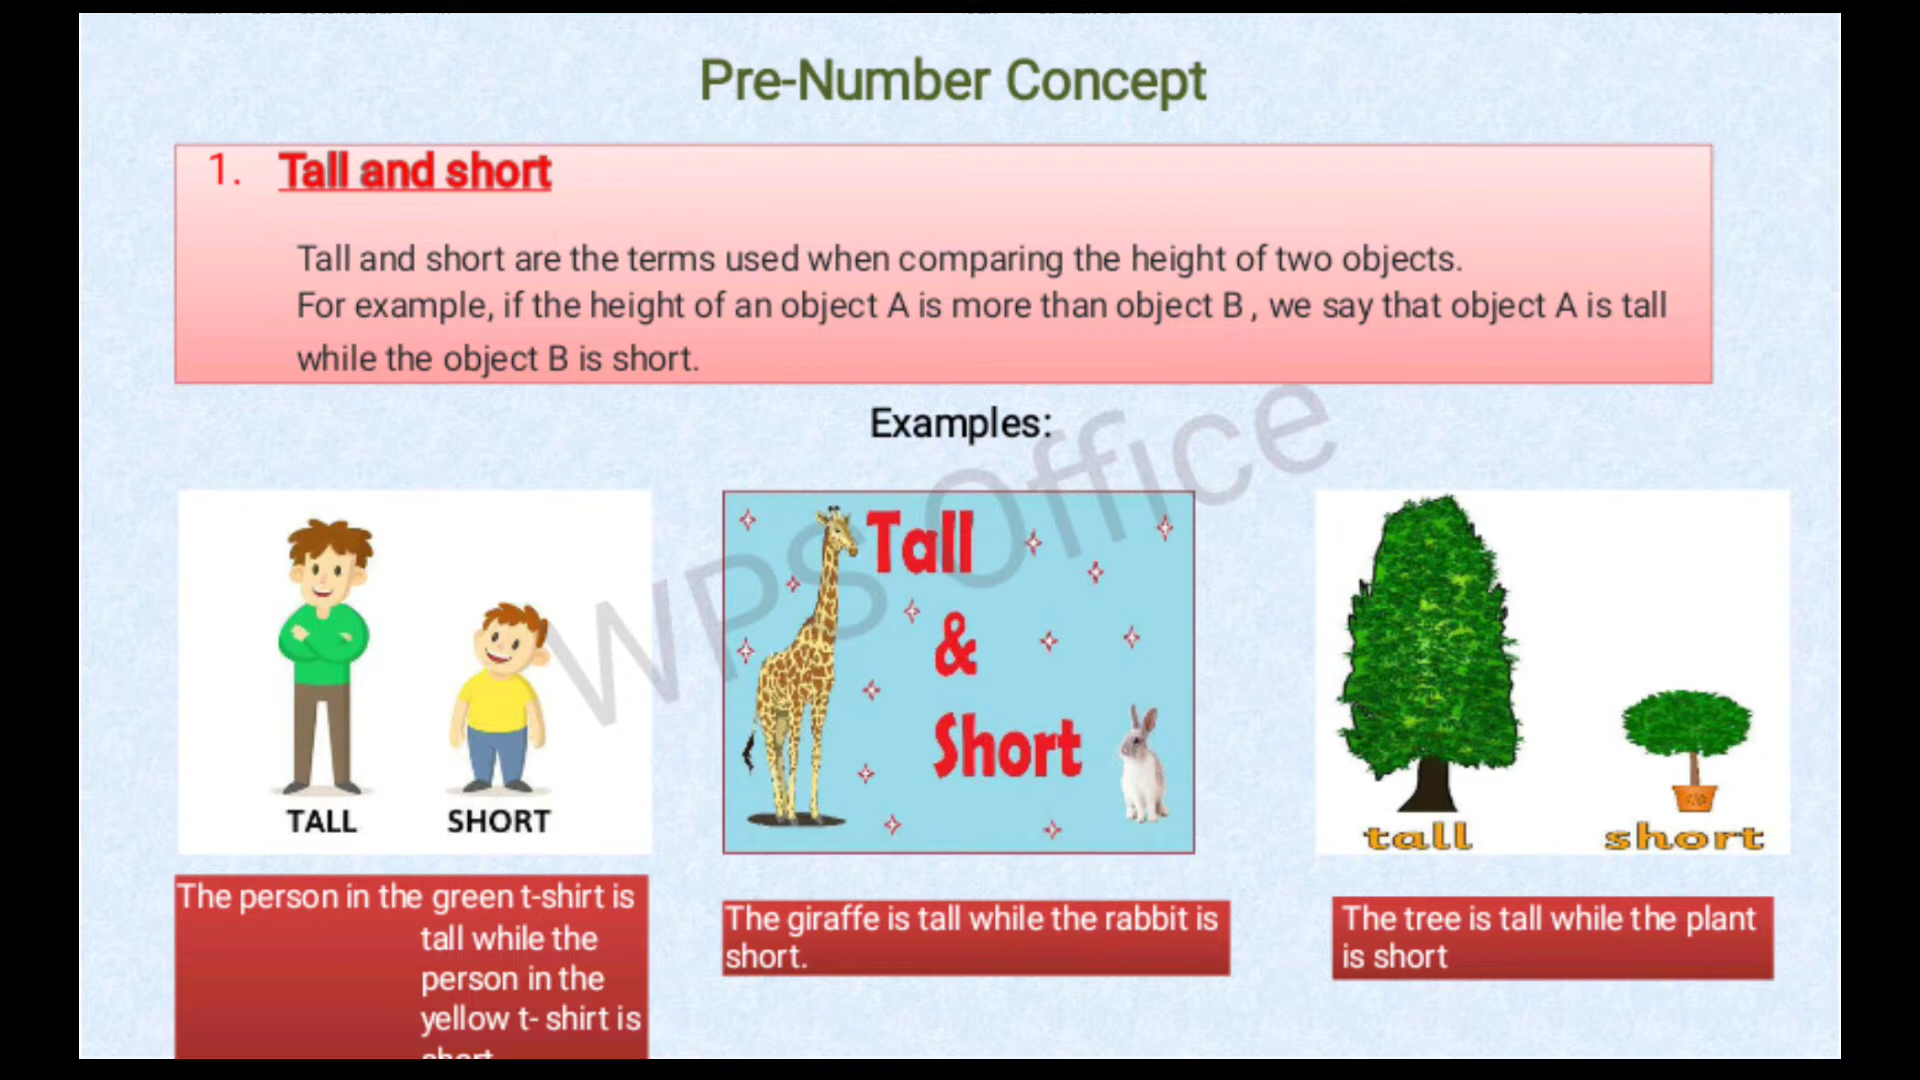 Pre-Number Concept
1. Tall and short
Tall and short are the terms used when comparing the height of two objects.
For example, if the height of an object A is more than object B , we say that object A is tall
while the object B is short.
Examples:
WPS Office
TALL SHORT
Tall
&
Short
tall short
The person in the green t-shirt is
tall while the
person in the
yellow t- shirt is
short
The giraffe is tall while the rabbit is
short.
The tree is tall while the plant
is short